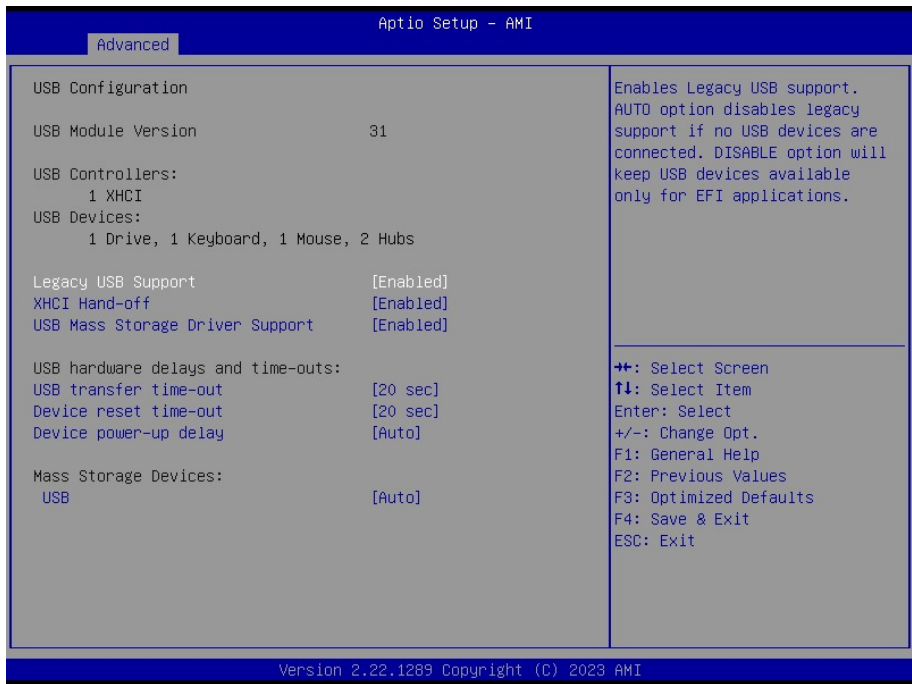 Aptio Setup – AMI
Advanced
USB Configuration
USB Module Version 31
USB Controllers:
1 XHCI
USB Devices:
1 Drive, 1 Keyboard, 1 Mouse, 2 Hubs
Legacy USB Support [Enabled]
XHCI Hand-off [Enabled]
USB Mass Storage Driver Support [Enabled]
USB hardware delays and time-outs:
USB transfer time-out [20 sec]
Device reset time-out [20 sec]
Device power-up delay [Auto]
Mass Storage Devices:
USB [Auto]
Enables Legacy USB support.
AUTO option disables legacy
support if no USB devices are
connected. DISABLE option will
keep USB devices available
only for EFI applications.
→←: Select Screen
↑↓: Select Item
Enter: Select
+/-: Change Opt.
F1: General Help
F2: Previous Values
F3: Optimized Defaults
F4: Save & Exit
ESC: Exit
Version 2.22.1289 Copyright (C) 2023 AMI